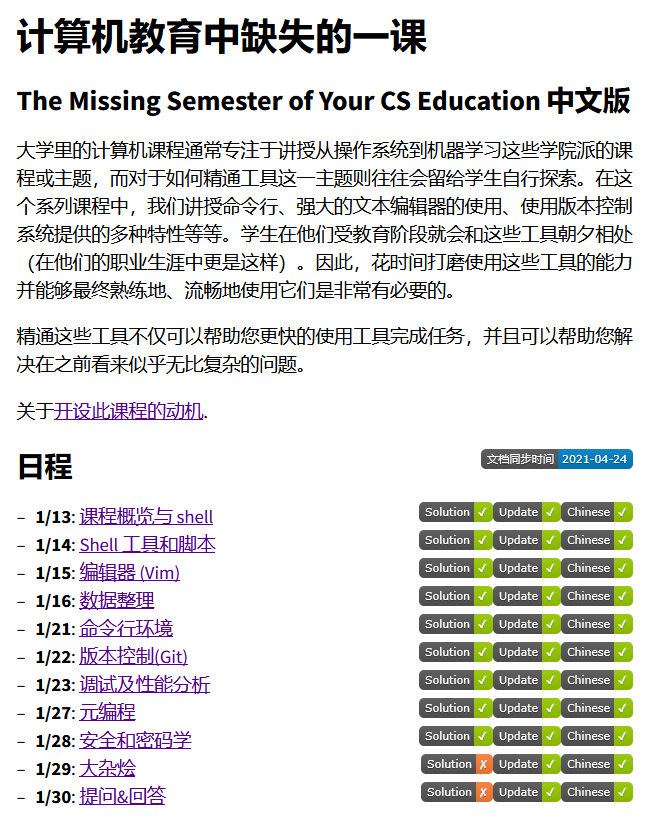 计算机教育中缺失的一课
The Missing Semester of Your CS Education 中文版
大学里的计算机课程通常专注于讲授从操作系统到机器学习这些学院派的课
程或主题，而对于如何精通工具这一主题则往往会留给学生自行探索。在这
个系列课程中，我们讲授命令行、强大的文本编辑器的使用、使用版本控制
系统提供的多种特性等等。学生在他们受教育阶段就会和这些工具朝夕相处
（在他们的职业生涯中更是这样）。因此，花时间打磨使用这些工具的能力
并能够最终熟练地、流畅地使用它们是非常有必要的。
精通这些工具不仅可以帮助您更快的使用工具完成任务，并且可以帮助您解
决在之前看来似乎无比复杂的问题。
关于开设此课程的动机.
日程 文档同步时间 2021-04-24
– 1/13: 课程概览与 shell Solution ✓ Update ✓ Chinese ✓
– 1/14: Shell 工具和脚本 Solution ✓ Update ✓ Chinese ✓
– 1/15: 编辑器 (Vim) Solution ✓ Update ✓ Chinese ✓
– 1/16: 数据整理 Solution ✓ Update ✓ Chinese ✓
– 1/21: 命令行环境 Solution ✓ Update ✓ Chinese ✓
– 1/22: 版本控制(Git) Solution ✓ Update ✓ Chinese ✓
– 1/23: 调试及性能分析 Solution ✓ Update ✓ Chinese ✓
– 1/27: 元编程 Solution ✓ Update ✓ Chinese ✓
– 1/28: 安全和密码学 Solution ✓ Update ✓ Chinese ✓
– 1/29: 大杂烩 Solution ✗ Update ✓ Chinese ✓
– 1/30: 提问&回答 Solution ✗ Update ✓ Chinese ✓